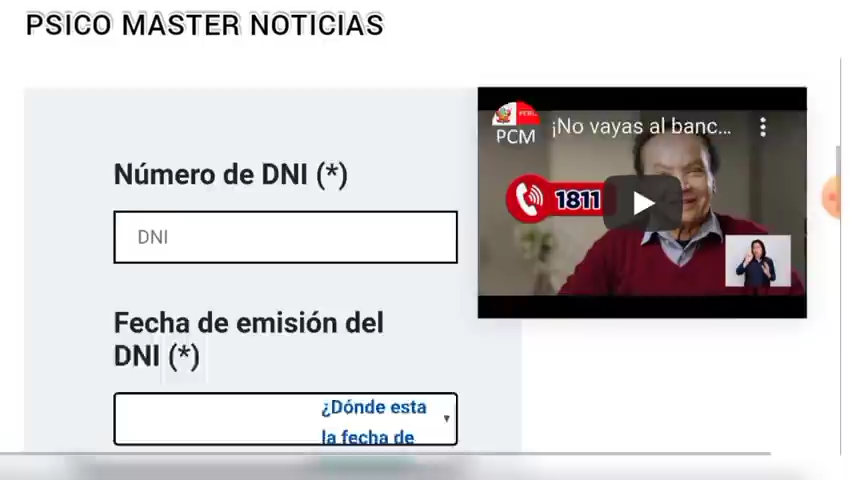 PSICO MASTER NOTICIAS
PERÚ
PCM
¡No vayas al banc...
1811
Número de DNI (*)
DNI
Fecha de emisión del
DNI (*)
¿Dónde esta
la fecha de